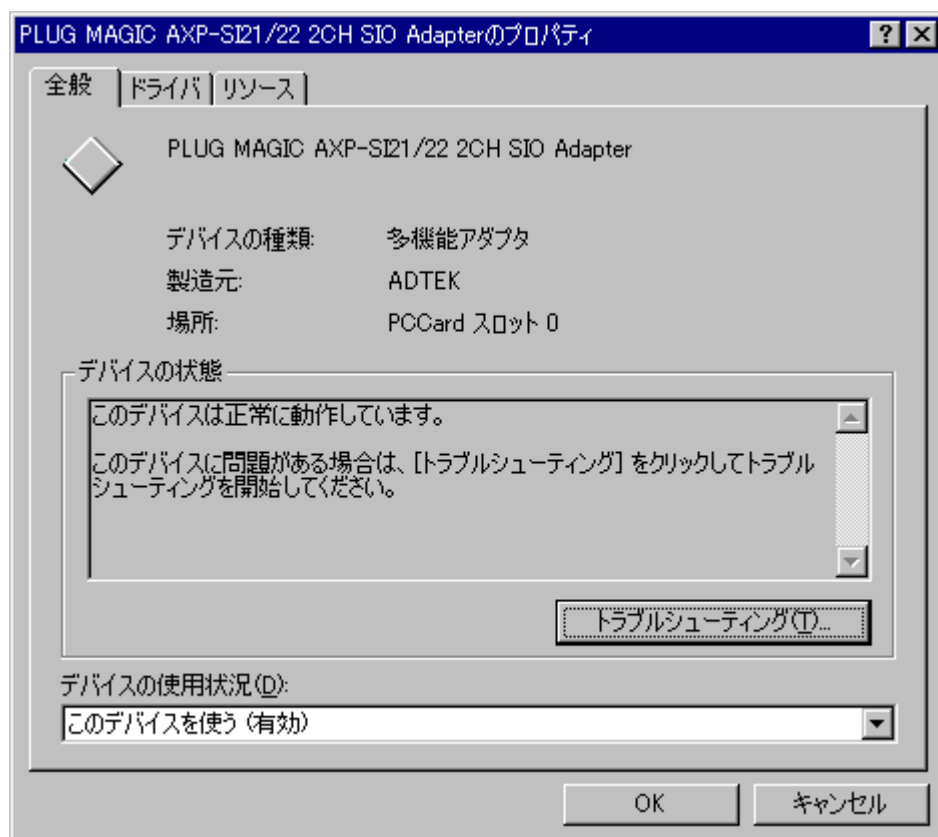 PLUG MAGIC AXP-SI21/22 2CH SIO Adapterのプロパティ
全般 ドライバ リソース
PLUG MAGIC AXP-SI21/22 2CH SIO Adapter
デバイスの種類: 多機能アダプタ
製造元: ADTEK
場所: PCCard スロット 0
デバイスの状態
このデバイスは正常に動作しています。
このデバイスに問題がある場合は、[トラブルシューティング] をクリックしてトラブル
シューティングを開始してください。
トラブルシューティング(T)...
デバイスの使用状況(D):
このデバイスを使う (有効)
OK キャンセル